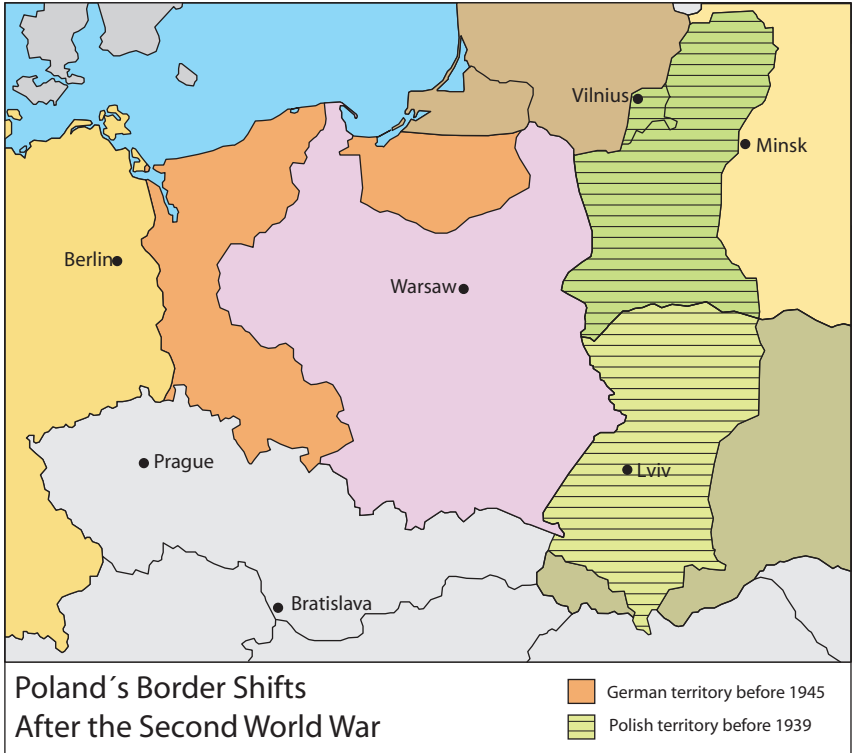 Vilnius
Minsk
Berlin
Warsaw
Prague
Lviv
Bratislava
Poland´s Border Shifts
After the Second World War
German territory before 1945
Polish territory before 1939